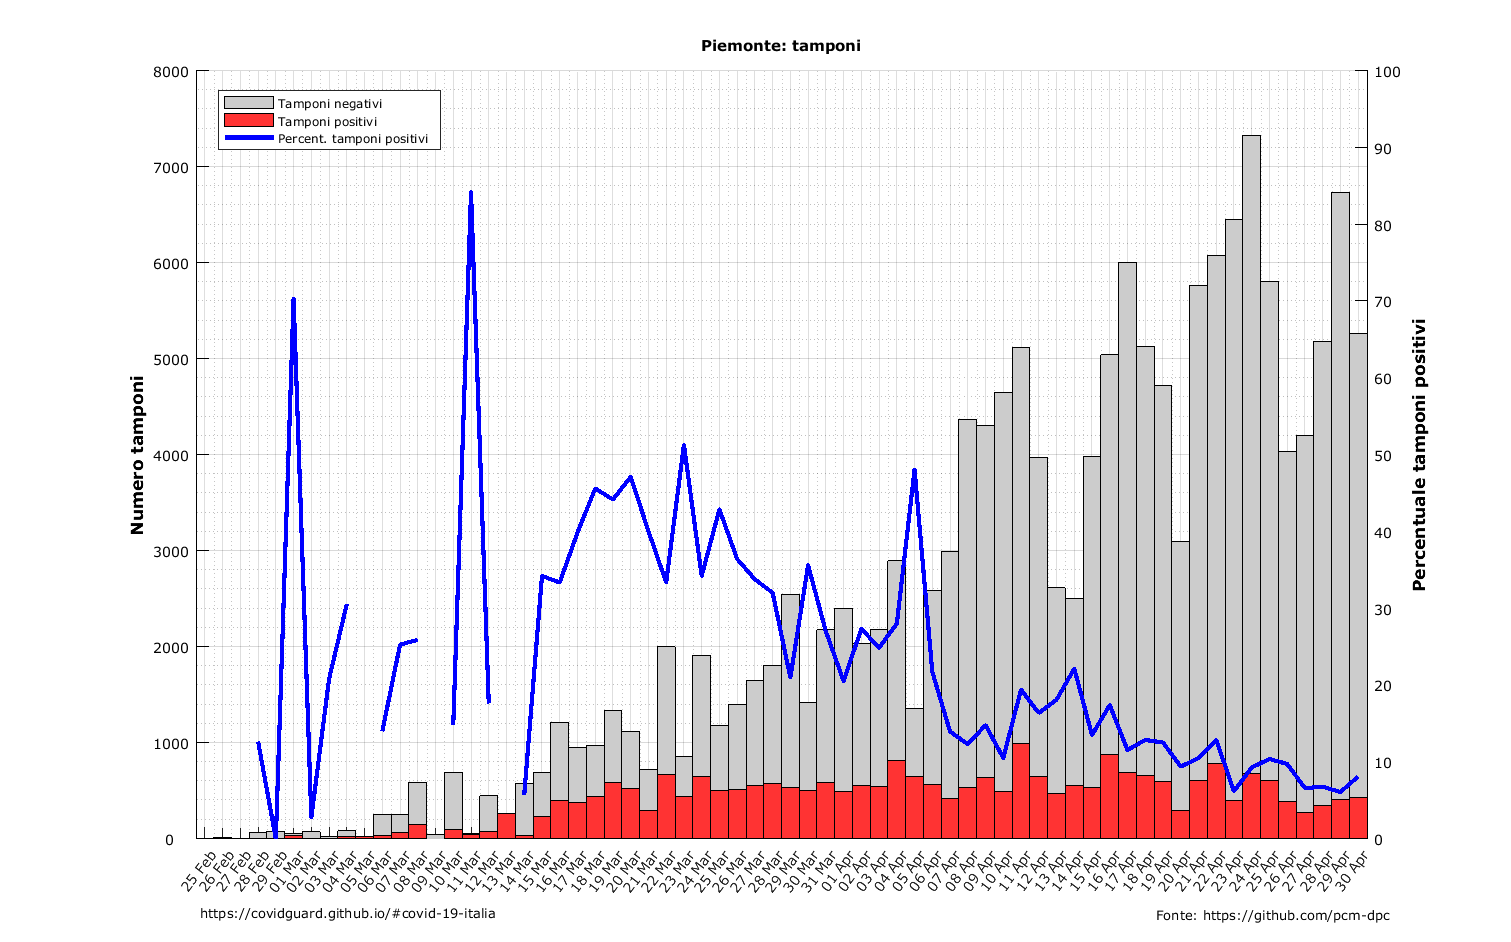 Piemonte: tamponi
Tamponi negativi
Tamponi positivi
Percent. tamponi positivi
Numero tamponi
8000
7000
6000
5000
4000
3000
2000
1000
0
100
90
80
70
60
50
40
30
20
10
0
Percentuale tamponi positivi
25 Feb
26 Feb
27 Feb
28 Feb
29 Feb
01 Mar
02 Mar
03 Mar
04 Mar
05 Mar
06 Mar
07 Mar
08 Mar
09 Mar
10 Mar
11 Mar
12 Mar
13 Mar
14 Mar
15 Mar
16 Mar
17 Mar
18 Mar
19 Mar
20 Mar
21 Mar
22 Mar
23 Mar
24 Mar
25 Mar
26 Mar
27 Mar
28 Mar
29 Mar
30 Mar
31 Mar
01 Apr
02 Apr
03 Apr
04 Apr
05 Apr
06 Apr
07 Apr
08 Apr
09 Apr
10 Apr
11 Apr
12 Apr
13 Apr
14 Apr
15 Apr
16 Apr
17 Apr
18 Apr
19 Apr
20 Apr
21 Apr
22 Apr
23 Apr
24 Apr
25 Apr
26 Apr
27 Apr
28 Apr
29 Apr
30 Apr
https://covidguard.github.io/#covid-19-italia
Fonte: https://github.com/pcm-dpc